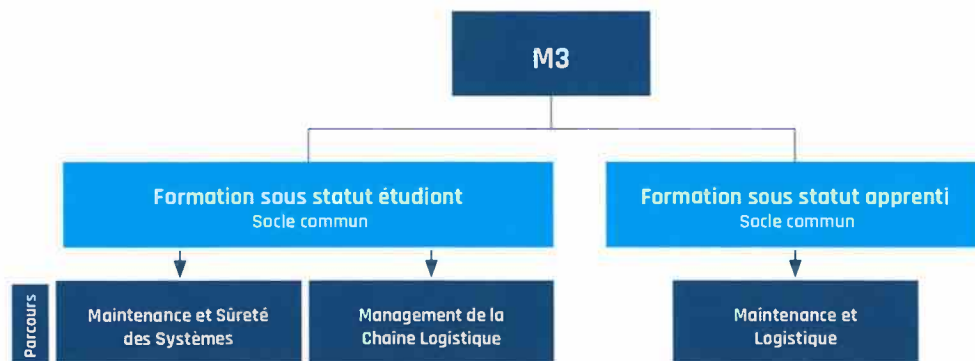 M3
Formation sous statut étudiant
Socle commun
Formation sous statut apprenti
Socle commun
Parcours
Maintenance et Sûreté
des Systèmes
Management de la
Chaîne Logistique
Maintenance et
Logistique